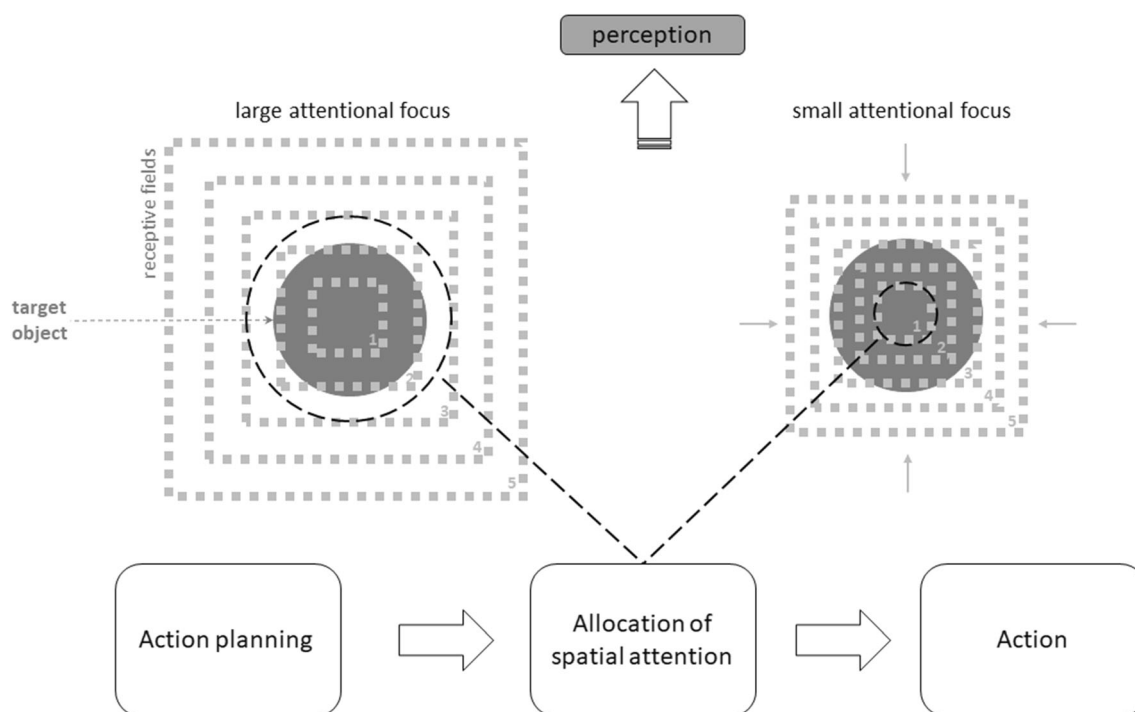 perception
large attentional focus
small attentional focus
receptive fields
target
object
1
2
3
4
5
1
2
3
4
5
Action planning
Allocation of
spatial attention
Action